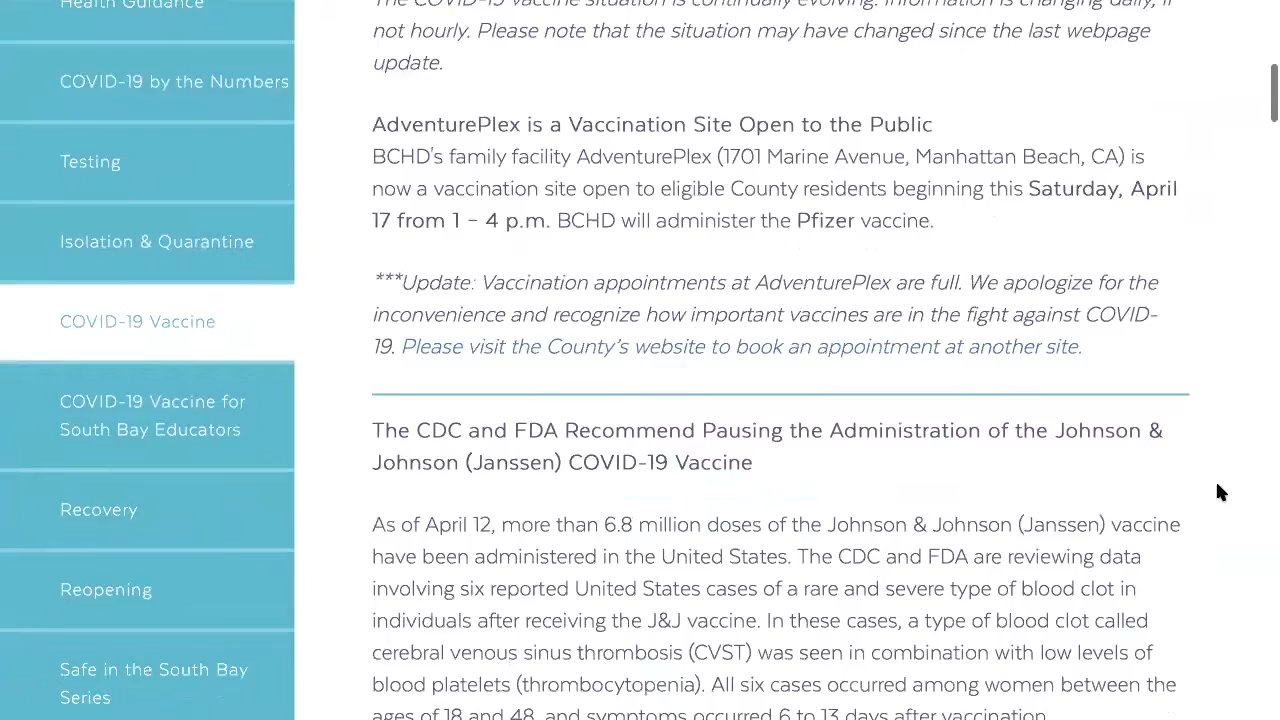 Health Guidance
COVID-19 by the Numbers
Testing
Isolation & Quarantine
COVID-19 Vaccine
COVID-19 Vaccine for
South Bay Educators
Recovery
Reopening
Safe in the South Bay
Series
The COVID-19 vaccine situation is continually evolving. Information is changing daily, if
not hourly. Please note that the situation may have changed since the last webpage
update.
AdventurePlex is a Vaccination Site Open to the Public
BCHD's family facility AdventurePlex (1701 Marine Avenue, Manhattan Beach, CA) is
now a vaccination site open to eligible County residents beginning this Saturday, April
17 from 1 – 4 p.m. BCHD will administer the Pfizer vaccine.
***Update: Vaccination appointments at AdventurePlex are full. We apologize for the
inconvenience and recognize how important vaccines are in the fight against COVID-
19. Please visit the County's website to book an appointment at another site.
The CDC and FDA Recommend Pausing the Administration of the Johnson &
Johnson (Janssen) COVID-19 Vaccine
As of April 12, more than 6.8 million doses of the Johnson & Johnson (Janssen) vaccine
have been administered in the United States. The CDC and FDA are reviewing data
involving six reported United States cases of a rare and severe type of blood clot in
individuals after receiving the J&J vaccine. In these cases, a type of blood clot called
cerebral venous sinus thrombosis (CVST) was seen in combination with low levels of
blood platelets (thrombocytopenia). All six cases occurred among women between the
ages of 18 and 48, and symptoms occurred 6 to 13 days after vaccination.